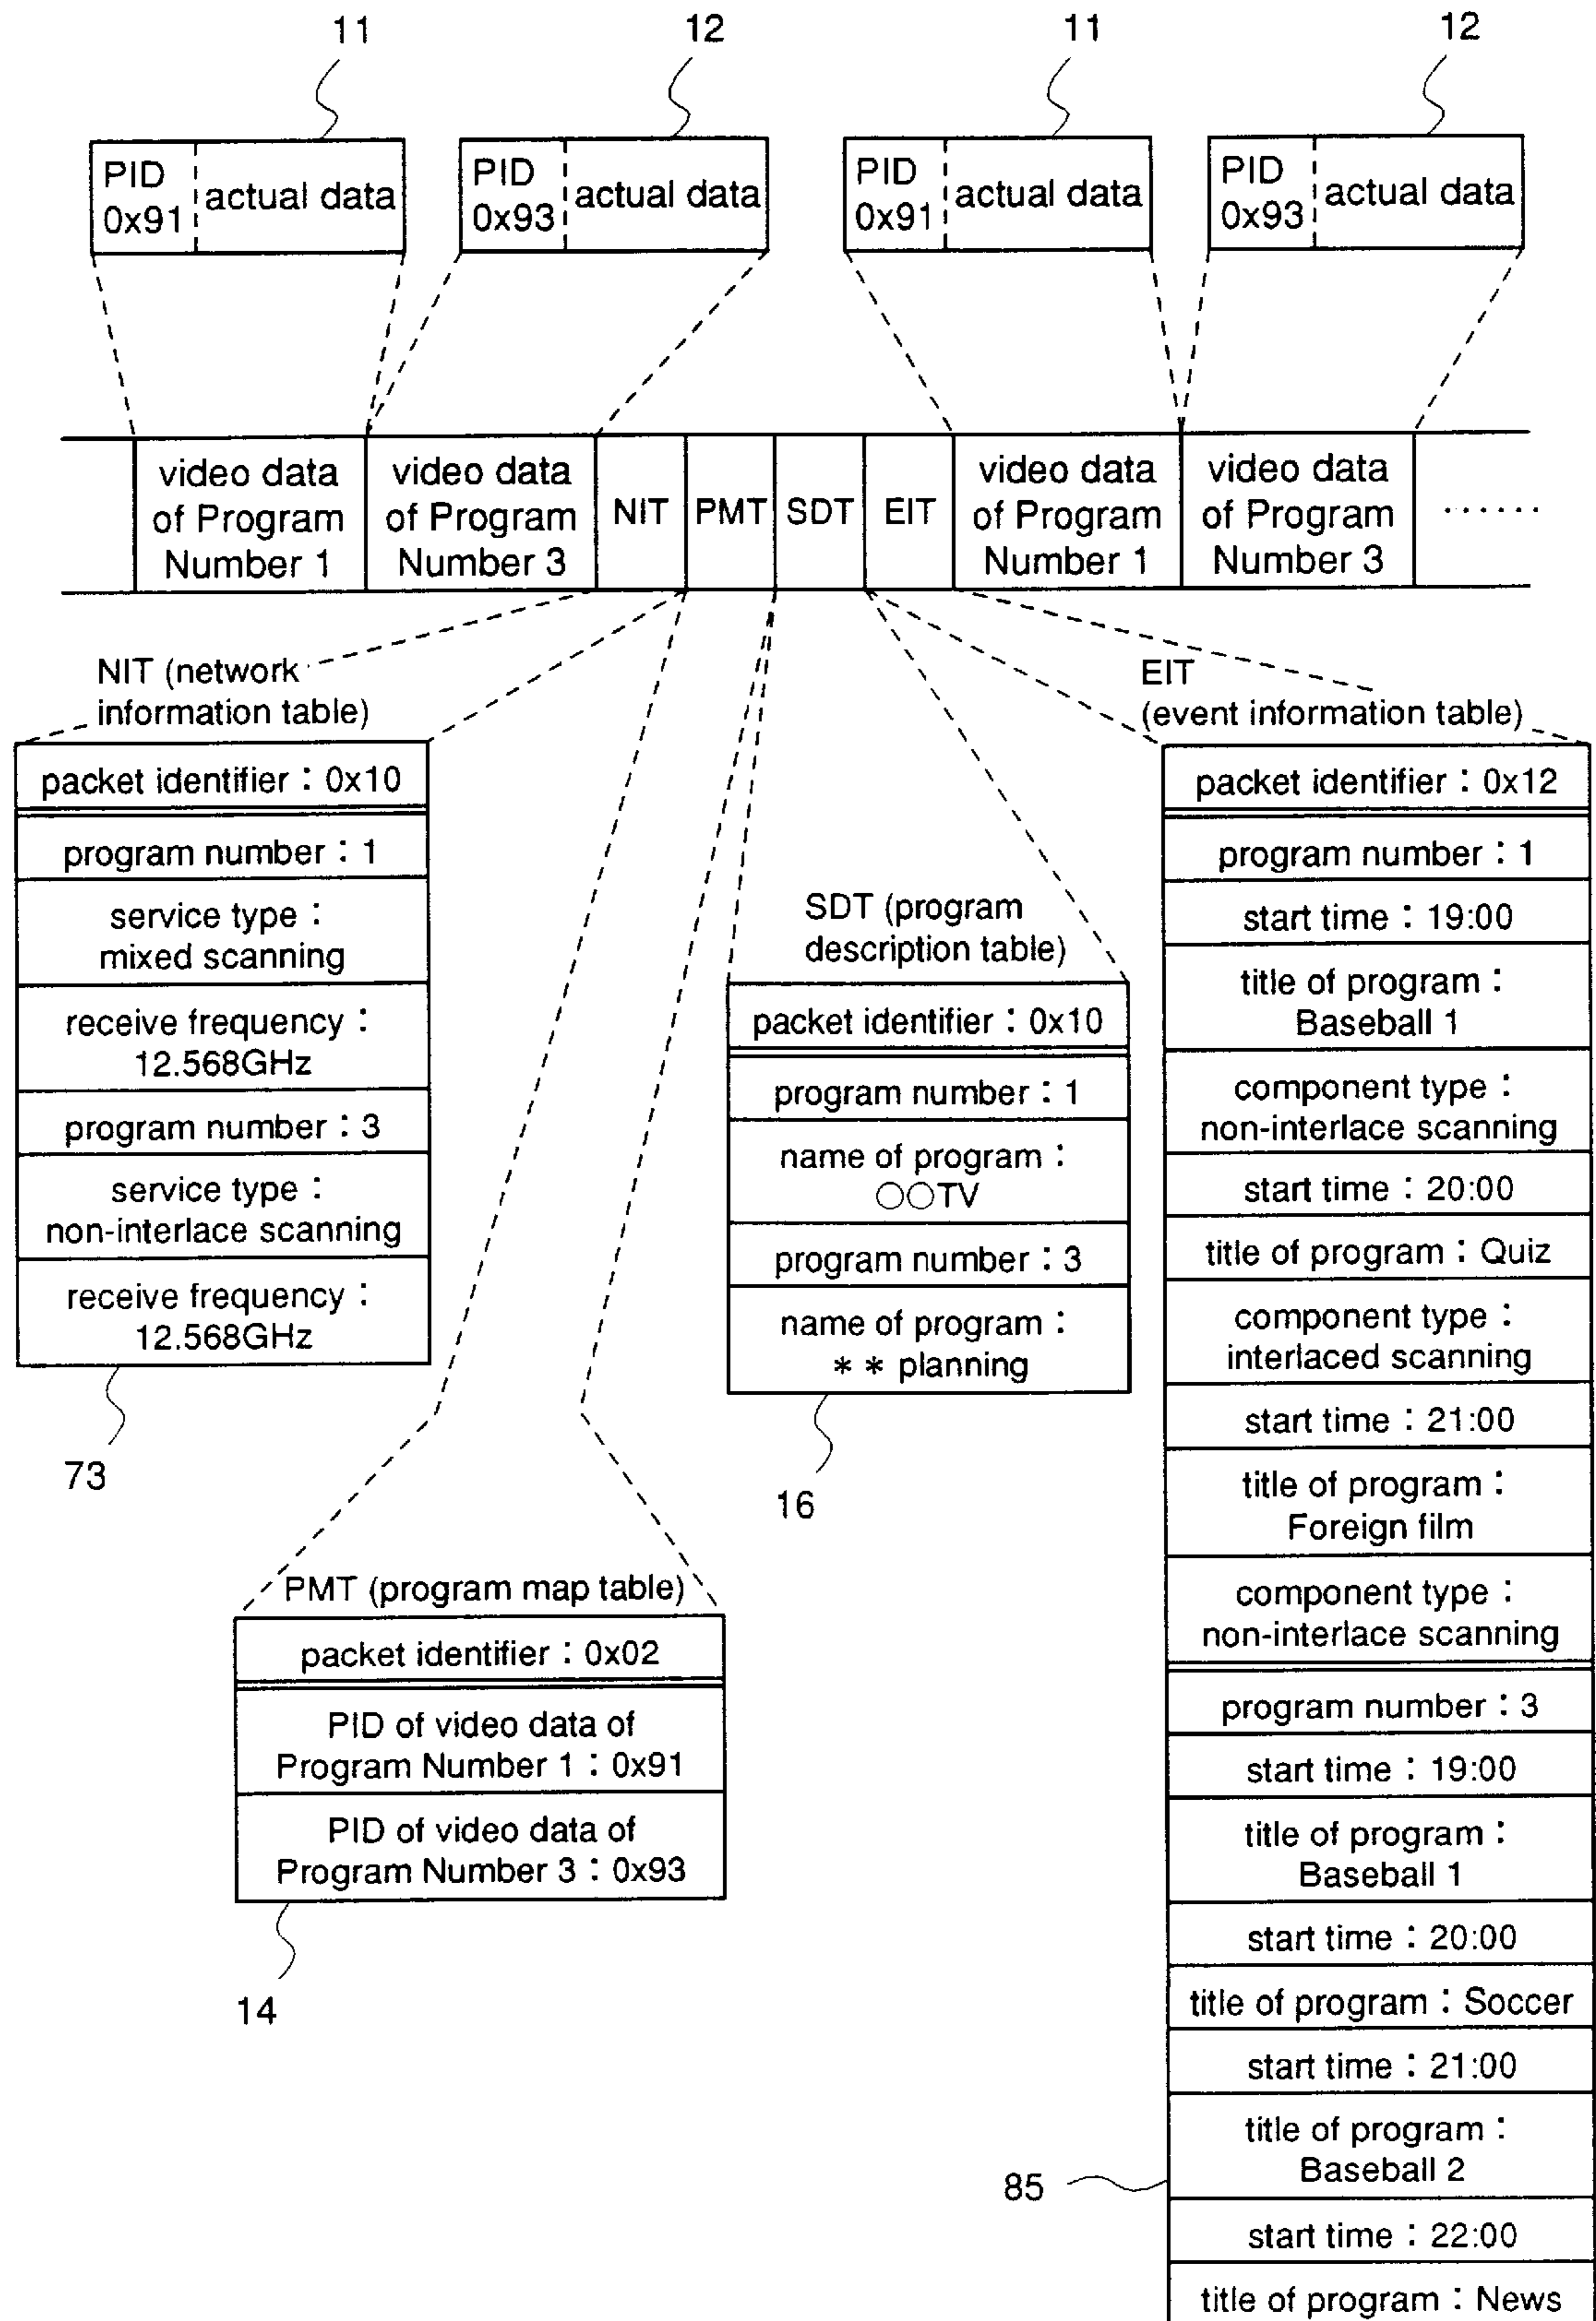 11
12
11
12
PID
0x91
actual data
PID
0x93
actual data
PID
0x91
actual data
PID
0x93
actual data
video data
of Program
Number 1
video data
of Program
Number 3
NIT
PMT
SDT
EIT
video data
of Program
Number 1
video data
of Program
Number 3
······
NIT (network
information table)
packet identifier : 0x10
program number : 1
service type :
mixed scanning
receive frequency :
12.568GHz
program number : 3
service type :
non-interlace scanning
receive frequency :
12.568GHz
73
PMT (program map table)
packet identifier : 0x02
PID of video data of
Program Number 1 : 0x91
PID of video data of
Program Number 3 : 0x93
14
SDT (program
description table)
packet identifier : 0x10
program number : 1
name of program :
○○TV
program number : 3
name of program :
＊＊ planning
16
EIT
(event information table)
packet identifier : 0x12
program number : 1
start time : 19:00
title of program :
Baseball 1
component type :
non-interlace scanning
start time : 20:00
title of program : Quiz
component type :
interlaced scanning
start time : 21:00
title of program :
Foreign film
component type :
non-interlace scanning
program number : 3
start time : 19:00
title of program :
Baseball 1
start time : 20:00
title of program : Soccer
start time : 21:00
title of program :
Baseball 2
start time : 22:00
title of program : News
85